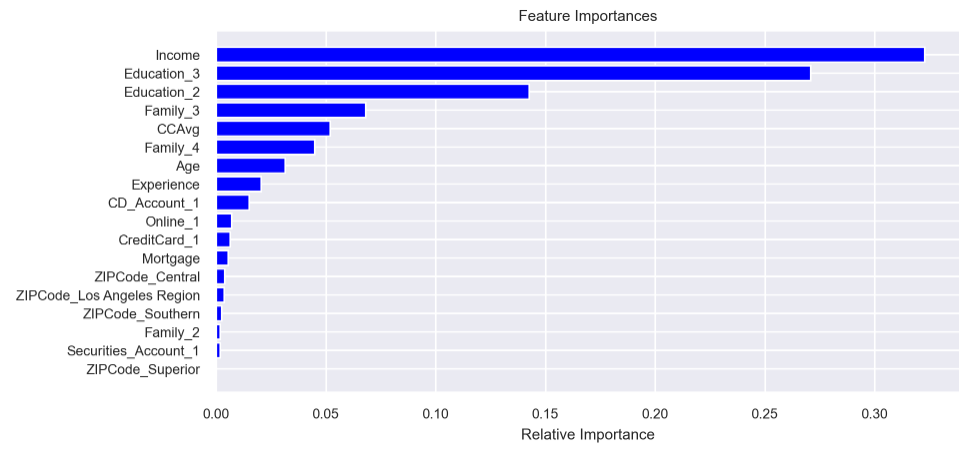 Feature Importances
Income
Education_3
Education_2
Family_3
CCAvg
Family_4
Age
Experience
CD_Account_1
Online_1
CreditCard_1
Mortgage
ZIPCode_Central
ZIPCode_Los Angeles Region
ZIPCode_Southern
Family_2
Securities_Account_1
ZIPCode_Superior
0.00 0.05 0.10 0.15 0.20 0.25 0.30
Relative Importance